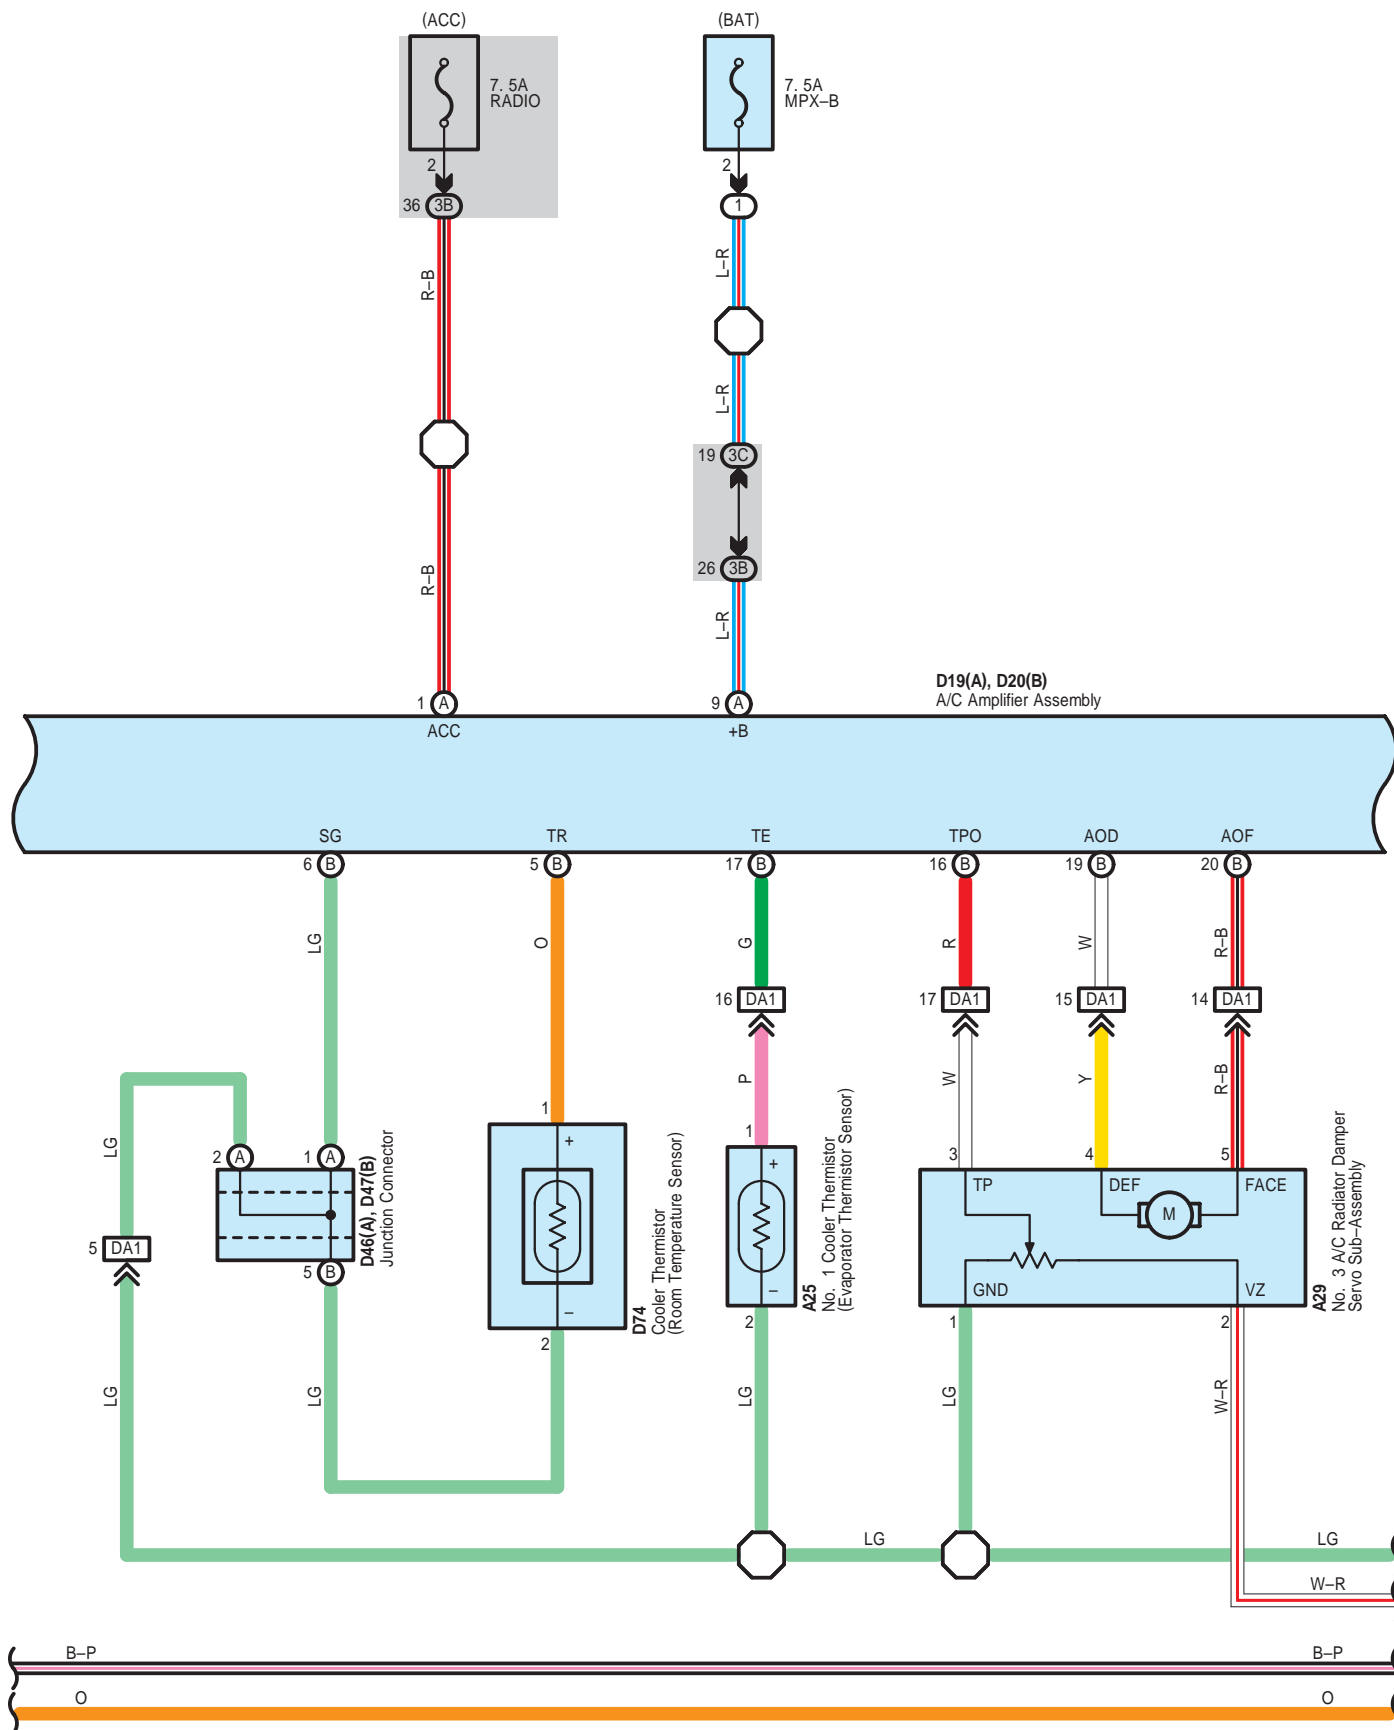 (ACC)
(BAT)
7. 5A
RADIO
7. 5A
MPX–B
2
2
36 3B
1
R–B
L–R
L–R
19 3C
R–B
26 3B
L–R
D19(A), D20(B)
A/C Amplifier Assembly
1 A
9 A
ACC
+B
SG
TR
TE
TPO
AOD
AOF
6 B
5 B
17 B
16 B
19 B
20 B
LG
O
G
R
W
R–B
16 DA1
17 DA1
15 DA1
14 DA1
LG
P
W
Y
R–B
2 A
1 A
1
1
3
4
5
D46(A), D47(B)
Junction Connector
+
+
TP
DEF
M
FACE
5 DA1
5 B
–
–
GND
VZ
D74
Cooler Thermistor
(Room Temperature Sensor)
A25
No. 1 Cooler Thermistor
(Evaporator Thermistor Sensor)
A29
No. 3 A/C Radiator Damper
Servo Sub–Assembly
2
2
1
2
LG
LG
LG
LG
W–R
LG
LG
W–R
B–P
B–P
O
O